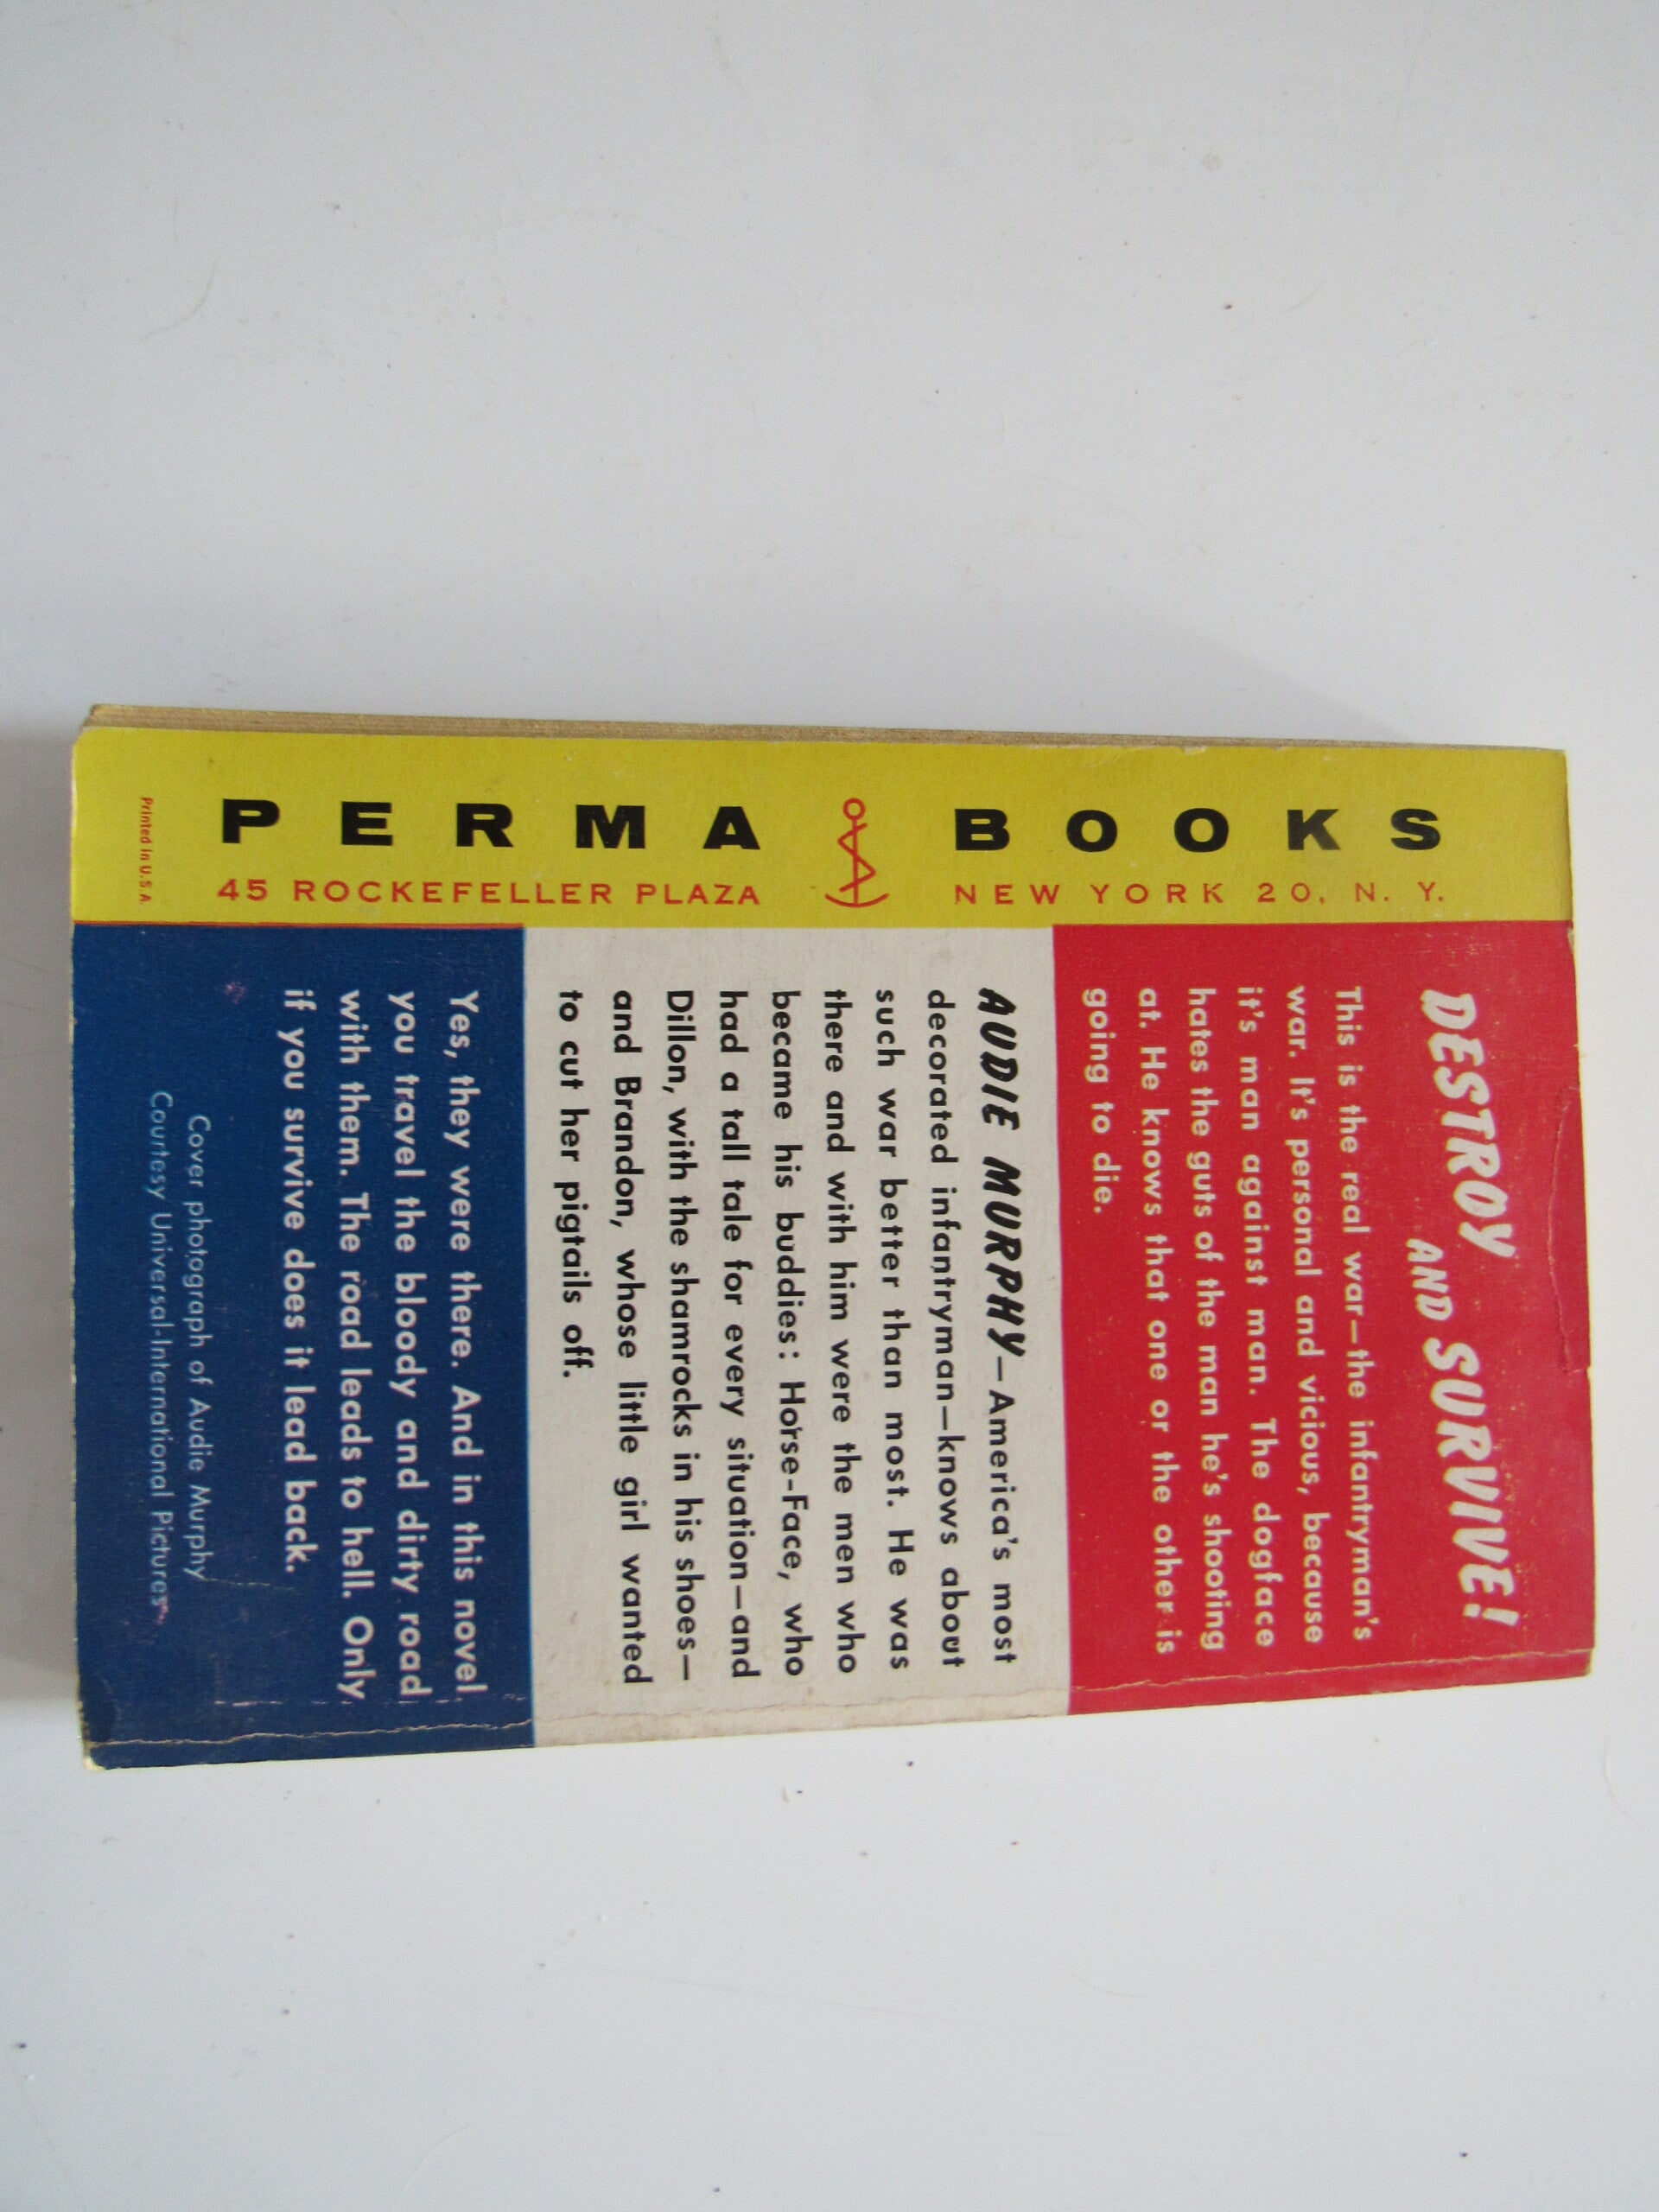 DESTROY
AND SURVIVE!
This is the real war—the infantryman's
war. It's personal and vicious, because
it's man against man. The dogface
hates the guts of the man he's shooting
at. He knows that one or the other is
going to die.
AUDIE MURPHY—America's most
decorated infantryman—knows about
such war better than most. He was
there and with him were the men who
became his buddies: Horse-Face, who
had a tall tale for every situation—and
Dillon, with the shamrocks in his shoes—
and Brandon, whose little girl wanted
to cut her pigtails off.
Yes, they were there. And in this novel
you travel the bloody and dirty road
with them. The road leads to hell. Only
if you survive does it lead back.
Cover photograph of Audie Murphy
Courtesy Universal-International Pictures
PERMA BOOKS
45 ROCKEFELLER PLAZA NEW YORK 20, N. Y.
Printed in U.S.A.